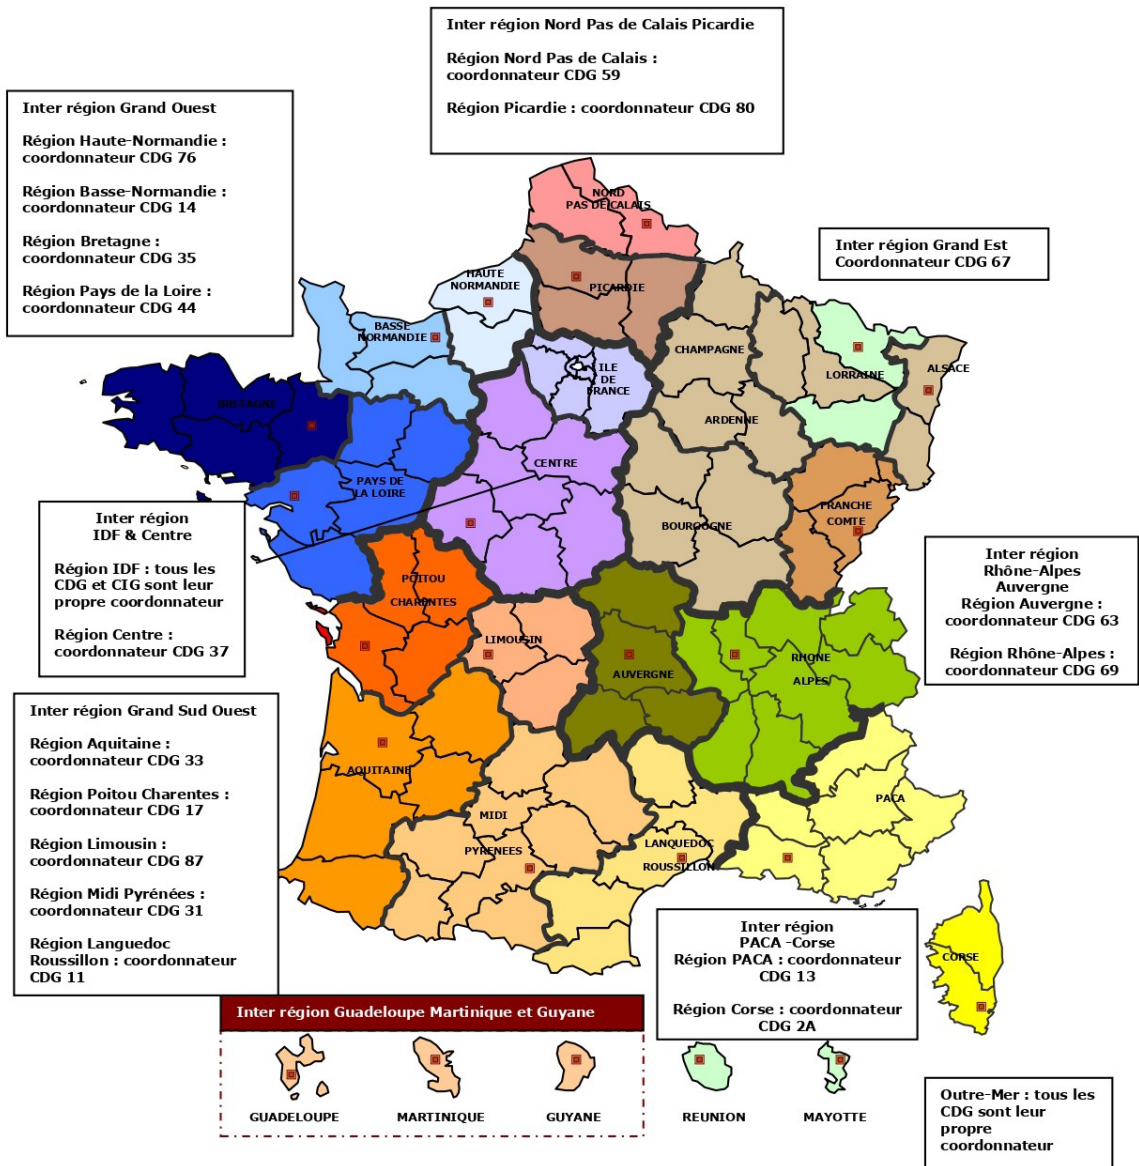 Inter région Nord Pas de Calais Picardie
Région Nord Pas de Calais :
coordonnateur CDG 59
Région Picardie : coordonnateur CDG 80
Inter région Grand Ouest
Région Haute-Normandie :
coordonnateur CDG 76
Région Basse-Normandie :
coordonnateur CDG 14
Région Bretagne :
coordonnateur CDG 35
Région Pays de la Loire :
coordonnateur CDG 44
Inter région Grand Est
Coordonnateur CDG 67
NORD
PAS DE CALAIS
HAUTE
NORMANDIE
PICARDIE
BASSE
NORMANDIE
CHAMPAGNE
ARDENNE
ILE
DE
FRANCE
LORRAINE
ALSACE
BRETAGNE
PAYS DE
LA LOIRE
CENTRE
BOURGOGNE
FRANCHE
COMTE
Inter région
IDF & Centre
Région IDF : tous les
CDG et CIG sont leur
propre coordonnateur
Région Centre :
coordonnateur CDG 37
POITOU
CHARENTES
LIMOUSIN
AUVERGNE
RHONE
ALPES
Inter région
Rhône-Alpes
Auvergne
Région Auvergne :
coordonnateur CDG 63
Région Rhône-Alpes :
coordonnateur CDG 69
Inter région Grand Sud Ouest
Région Aquitaine :
coordonnateur CDG 33
Région Poitou Charentes :
coordonnateur CDG 17
Région Limousin :
coordonnateur CDG 87
Région Midi Pyrénées :
coordonnateur CDG 31
Région Languedoc
Roussillon : coordonnateur
CDG 11
AQUITAINE
MIDI
PYRENEES
LANQUEDOC
ROUSSILLON
PACA
CORSE
Inter région
PACA -Corse
Région PACA : coordonnateur
CDG 13
Région Corse : coordonnateur
CDG 2A
Inter région Guadeloupe Martinique et Guyane
GUADELOUPE
MARTINIQUE
GUYANE
REUNION
MAYOTTE
Outre-Mer : tous les
CDG sont leur
propre
coordonnateur